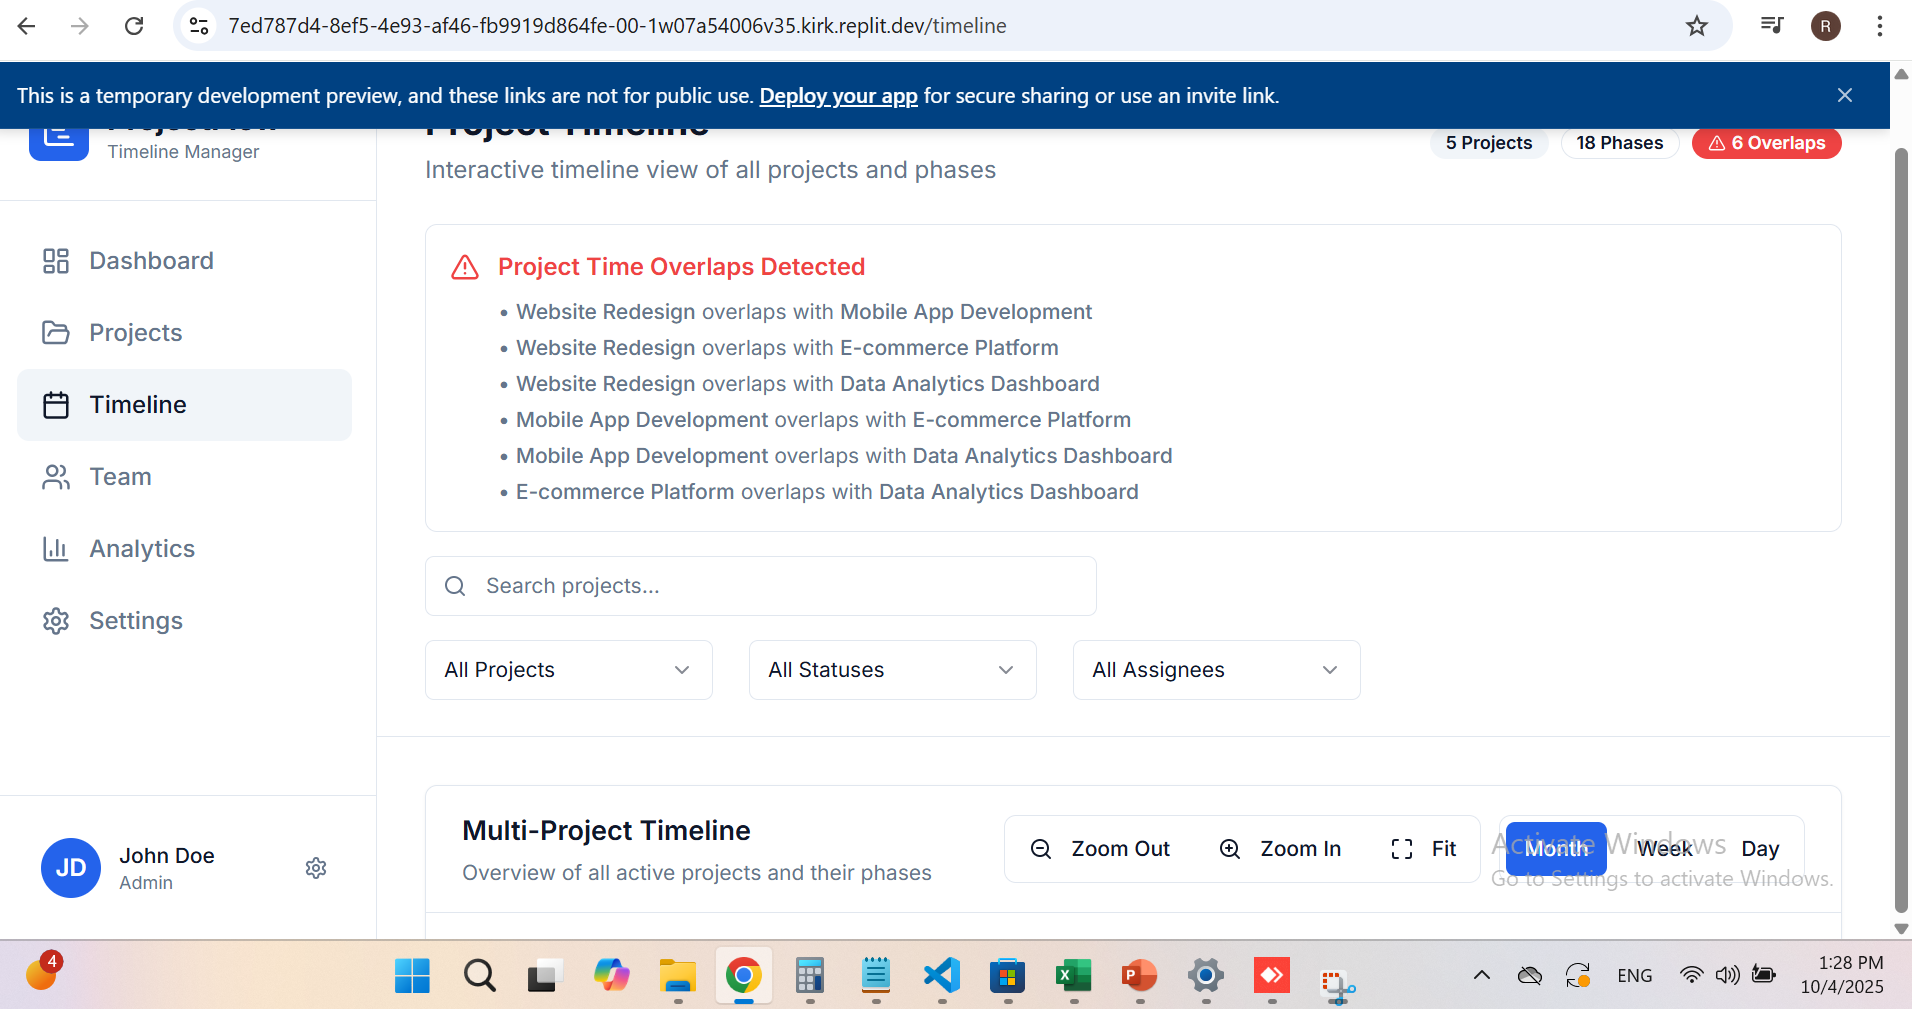 7ed787d4-8ef5-4e93-af46-fb9919d864fe-00-1w07a54006v35.kirk.replit.dev/timeline
R
This is a temporary development preview, and these links are not for public use. Deploy your app for secure sharing or use an invite link.
Timeline Manager
Project Timeline
5 Projects
18 Phases
6 Overlaps
Interactive timeline view of all projects and phases
Dashboard
Projects
Timeline
Team
Analytics
Settings
Project Time Overlaps Detected
• Website Redesign overlaps with Mobile App Development
• Website Redesign overlaps with E-commerce Platform
• Website Redesign overlaps with Data Analytics Dashboard
• Mobile App Development overlaps with E-commerce Platform
• Mobile App Development overlaps with Data Analytics Dashboard
• E-commerce Platform overlaps with Data Analytics Dashboard
Search projects...
All Projects
All Statuses
All Assignees
Multi-Project Timeline
Overview of all active projects and their phases
Zoom Out
Zoom In
Fit
Month
Week
Day
Activate Windows
Go to Settings to activate Windows.
JD
John Doe
Admin
4
X
P
ENG
1:28 PM
10/4/2025